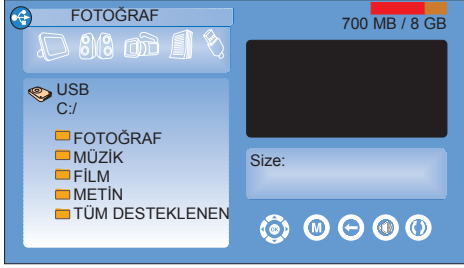 FOTOĞRAF
700 MB / 8 GB
USB
C:/
FOTOĞRAF
MÜZİK
FİLM
METİN
TÜM DESTEKLENEN
Size:
OK
M